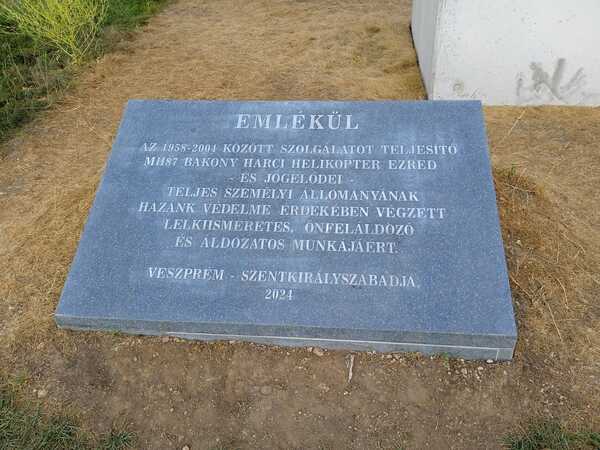 EMLÉKÜL
AZ 1958-2004 KÖZÖTT SZOLGÁLATOT TELJESÍTŐ
MH87 BAKONY HARCI HELIKOPTER EZRED
- ÉS JOGELŐDEI -
TELJES SZEMÉLYI ÁLLOMÁNYÁNAK
HAZÁNK VÉDELME ÉRDEKÉBEN VÉGZETT
LELKIISMERETES, ÖNFELÁLDOZÓ
ÉS ÁLDOZATOS MUNKÁJÁÉRT.
VESZPRÉM - SZENTKIRÁLYSZABADJA,
2024